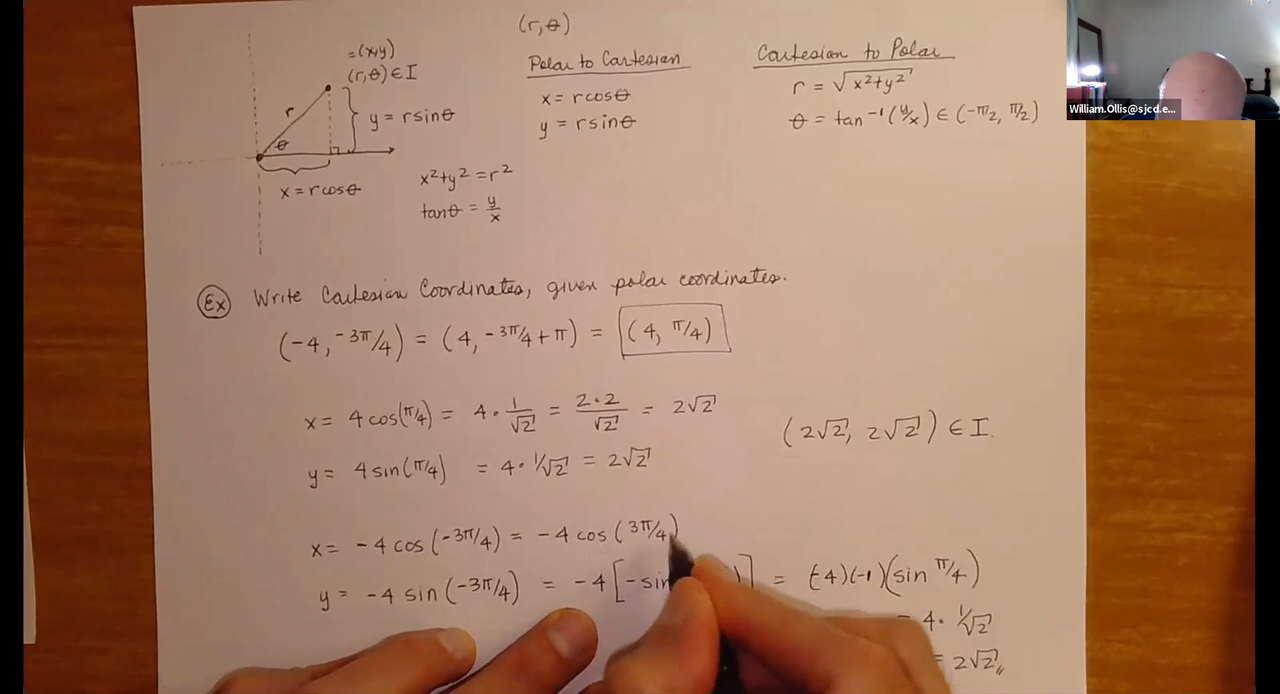 (r, θ)
=(x,y)
(r, θ) ∈ I
r
θ
y = rsinθ
x = rcosθ
x²+y² = r²
tanθ = y/x
Polar to Cartesian
x = rcosθ
y = rsinθ
Cartesian to Polar
r = √x²+y²
θ = tan⁻¹(y/x) ∈ (-π/2, π/2)
William.Ollis@sjcd.e...
Ex Write Cartesian Coordinates, given polar coordinates.
(-4, -3π/4) = (4, -3π/4 + π) = (4, π/4)
x = 4 cos(π/4) = 4 · 1/√2 = 2·2/√2 = 2√2
y = 4 sin(π/4) = 4 · 1/√2 = 2√2
(2√2, 2√2) ∈ I.
x = -4 cos(-3π/4) = -4 cos(3π/4)
y = -4 sin(-3π/4) = -4[-sin )] = (-4)(-1)(sin π/4)
= 4 · 1/√2
= 2√2